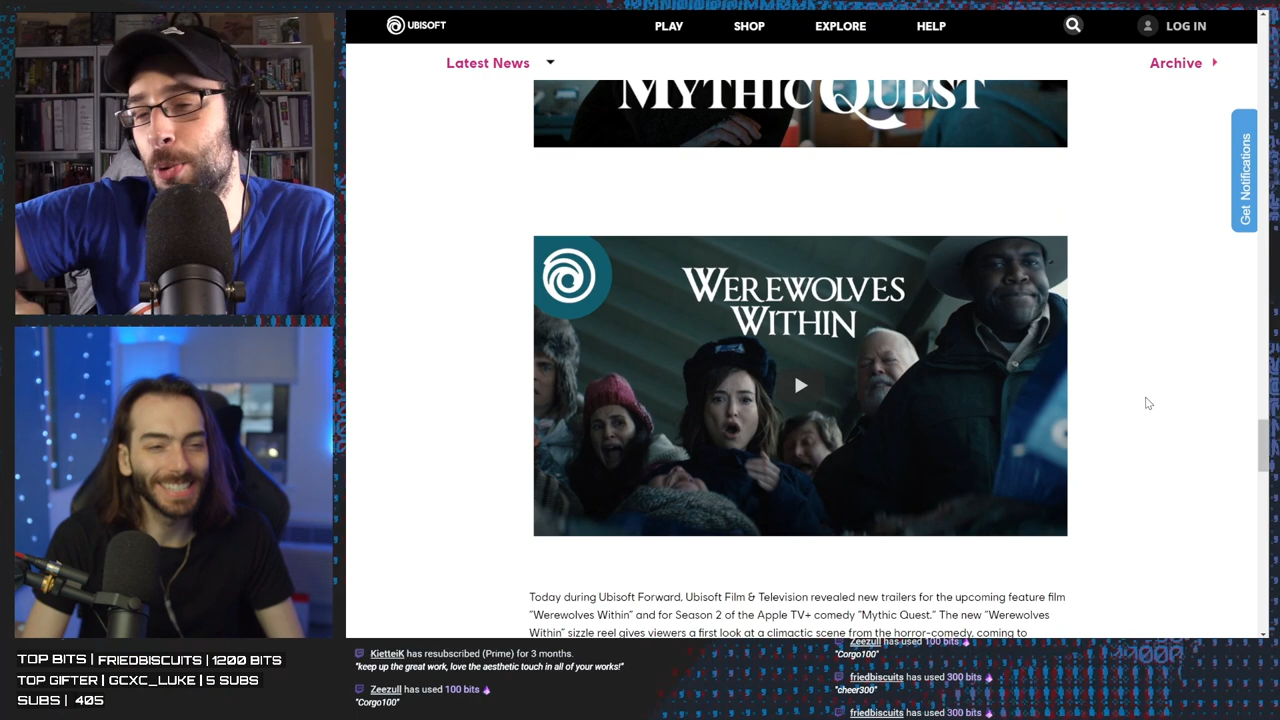 UBISOFT
PLAY
SHOP
EXPLORE
HELP
LOG IN
Latest News
Archive
MYTHIC QUEST
Get Notifications
WEREWOLVES
WITHIN
Today during Ubisoft Forward, Ubisoft Film & Television revealed new trailers for the upcoming feature film
"Werewolves Within" and for Season 2 of the Apple TV+ comedy "Mythic Quest." The new "Werewolves
Within" sizzle reel gives viewers a first look at a climactic scene from the horror-comedy, coming to
TOP BITS | FRIEDBISCUITS | 1200 BITS
TOP GIFTER | GCXC_LUKE | 5 SUBS
SUBS | 405
KietteiK has resubscribed (Prime) for 3 months.
"keep up the great work, love the aesthetic touch in all of your works!"
Zeezull has used 100 bits
"Corgo100"
Zeezull has used 100 bits
"Corgo100"
friedbiscuits has used 300 bits
"cheer300"
friedbiscuits has used 300 bits